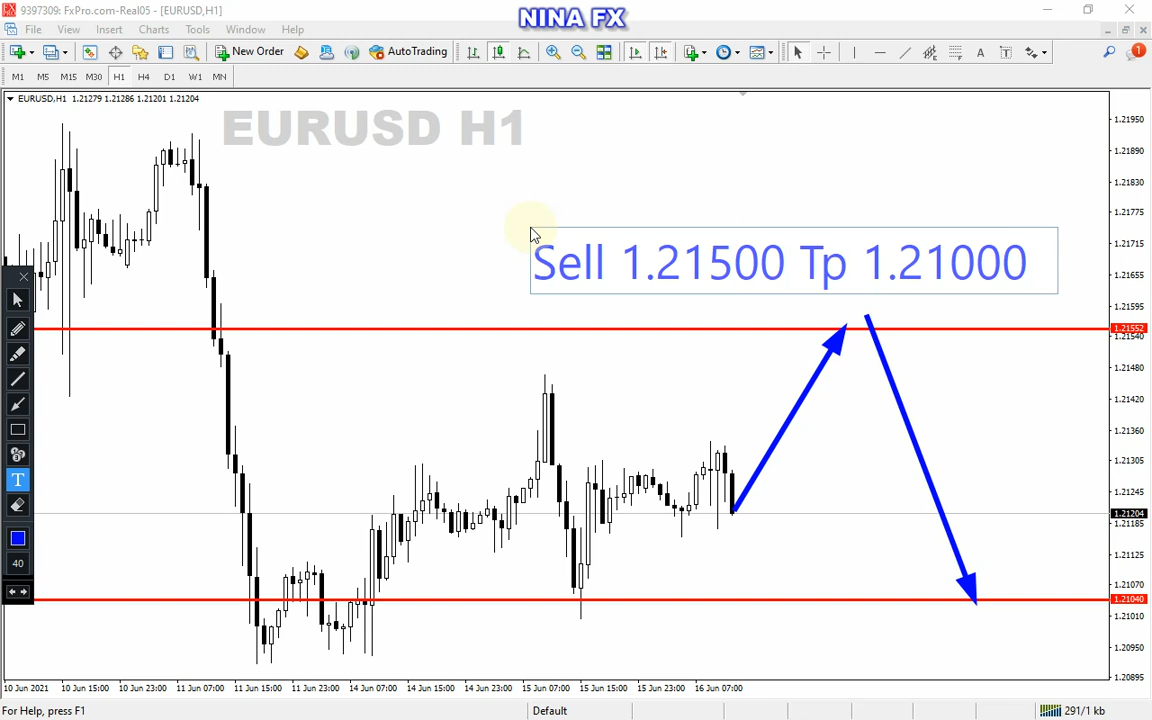 9397309: FxPro.com-Real05 - [EURUSD,H1]
NINA FX
File View Insert Charts Tools Window Help
New Order AutoTrading
1
M1 M5 M15 M30 H1 H4 D1 W1 MN
EURUSD,H1 1.21279 1.21286 1.21201 1.21204
EURUSD H1
Sell 1.21500 Tp 1.21000
1.21950
1.21890
1.21830
1.21775
1.21715
1.21655
1.21595
1.21552
1.21540
1.21480
1.21420
1.21360
1.21305
1.21245
1.21204
1.21185
1.21125
1.21070
1.21040
1.21010
1.20950
1.20895
T
40
10 Jun 2021 10 Jun 15:00 10 Jun 23:00 11 Jun 07:00 11 Jun 15:00 11 Jun 23:00 14 Jun 07:00 14 Jun 15:00 14 Jun 23:00 15 Jun 07:00 15 Jun 15:00 15 Jun 23:00 16 Jun 07:00
For Help, press F1 Default 291/1 kb